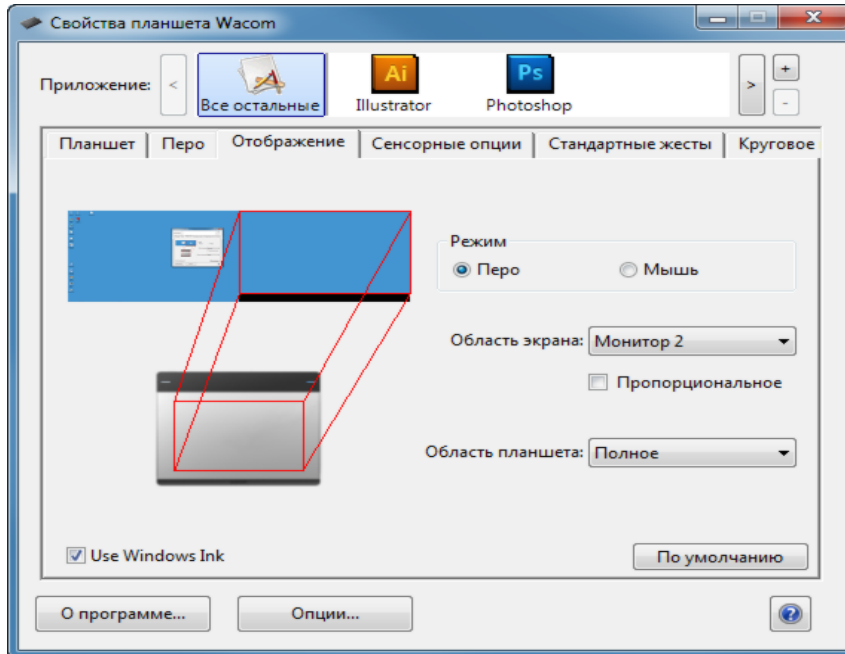 Свойства планшета Wacom
Приложение:
<
Ai
Ps
>
+
-
Все остальные
Illustrator
Photoshop
Планшет
Перо
Отображение
Сенсорные опции
Стандартные жесты
Круговое
Режим
Перо
Мышь
Область экрана: Монитор 2
Пропорциональное
Область планшета: Полное
Use Windows Ink
По умолчанию
О программе...
Опции...
?